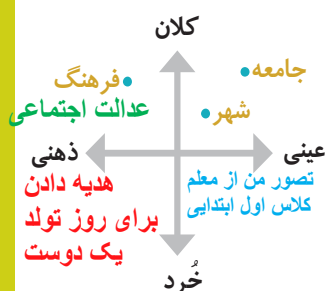 کلان
جامعه
فرهنگ
شهر
عدالت اجتماعی
عینی
ذهنی
تصور من از معلم
کلاس اول ابتدایی
هدیه دادن
برای روز تولد
یک دوست
خُرد